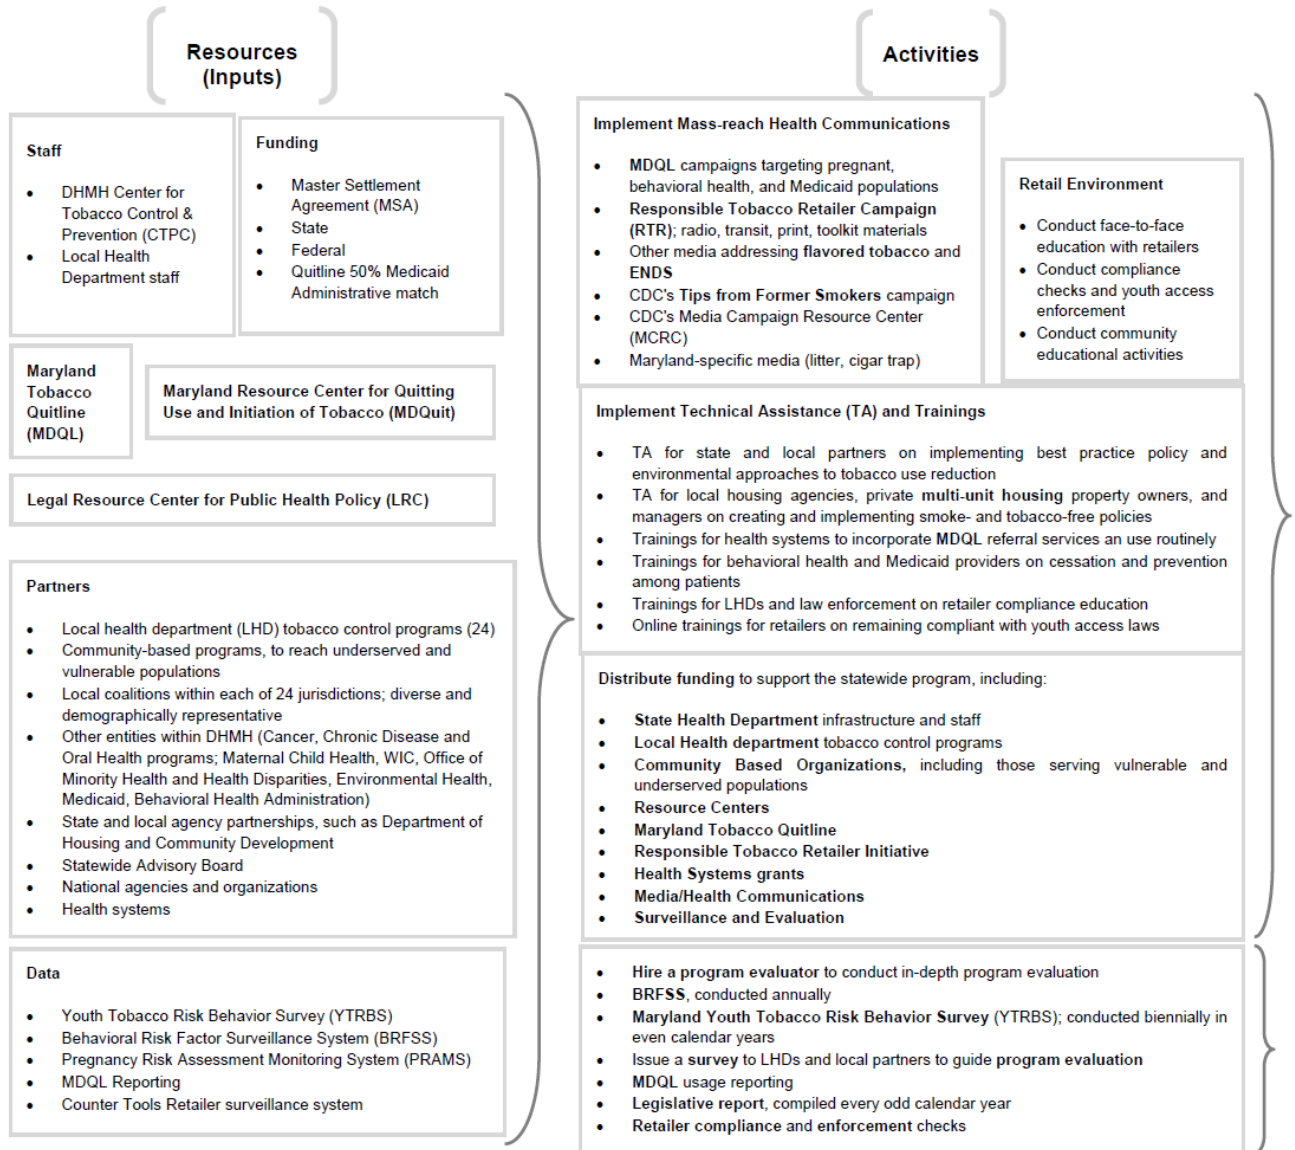 Resources
(Inputs)
Staff
• DHMH Center for
Tobacco Control &
Prevention (CTPC)
• Local Health
Department staff
Funding
• Master Settlement
Agreement (MSA)
• State
• Federal
• Quitline 50% Medicaid
Administrative match
Maryland
Tobacco
Quitline
(MDQL)
Maryland Resource Center for Quitting
Use and Initiation of Tobacco (MDQuit)
Legal Resource Center for Public Health Policy (LRC)
Partners
• Local health department (LHD) tobacco control programs (24)
• Community-based programs, to reach underserved and
vulnerable populations
• Local coalitions within each of 24 jurisdictions; diverse and
demographically representative
• Other entities within DHMH (Cancer, Chronic Disease and
Oral Health programs; Maternal Child Health, WIC, Office of
Minority Health and Health Disparities, Environmental Health,
Medicaid, Behavioral Health Administration)
• State and local agency partnerships, such as Department of
Housing and Community Development
• Statewide Advisory Board
• National agencies and organizations
• Health systems
Data
• Youth Tobacco Risk Behavior Survey (YTRBS)
• Behavioral Risk Factor Surveillance System (BRFSS)
• Pregnancy Risk Assessment Monitoring System (PRAMS)
• MDQL Reporting
• Counter Tools Retailer surveillance system
Activities
Implement Mass-reach Health Communications
• MDQL campaigns targeting pregnant,
behavioral health, and Medicaid populations
• Responsible Tobacco Retailer Campaign
(RTR); radio, transit, print, toolkit materials
• Other media addressing flavored tobacco and
ENDS
• CDC's Tips from Former Smokers campaign
• CDC's Media Campaign Resource Center
(MCRC)
• Maryland-specific media (litter, cigar trap)
Retail Environment
• Conduct face-to-face
education with retailers
• Conduct compliance
checks and youth access
enforcement
• Conduct community
educational activities
Implement Technical Assistance (TA) and Trainings
• TA for state and local partners on implementing best practice policy and
environmental approaches to tobacco use reduction
• TA for local housing agencies, private multi-unit housing property owners, and
managers on creating and implementing smoke- and tobacco-free policies
• Trainings for health systems to incorporate MDQL referral services an use routinely
• Trainings for behavioral health and Medicaid providers on cessation and prevention
among patients
• Trainings for LHDs and law enforcement on retailer compliance education
• Online trainings for retailers on remaining compliant with youth access laws
Distribute funding to support the statewide program, including:
• State Health Department infrastructure and staff
• Local Health department tobacco control programs
• Community Based Organizations, including those serving vulnerable and
underserved populations
• Resource Centers
• Maryland Tobacco Quitline
• Responsible Tobacco Retailer Initiative
• Health Systems grants
• Media/Health Communications
• Surveillance and Evaluation
• Hire a program evaluator to conduct in-depth program evaluation
• BRFSS, conducted annually
• Maryland Youth Tobacco Risk Behavior Survey (YTRBS); conducted biennially in
even calendar years
• Issue a survey to LHDs and local partners to guide program evaluation
• MDQL usage reporting
• Legislative report, compiled every odd calendar year
• Retailer compliance and enforcement checks